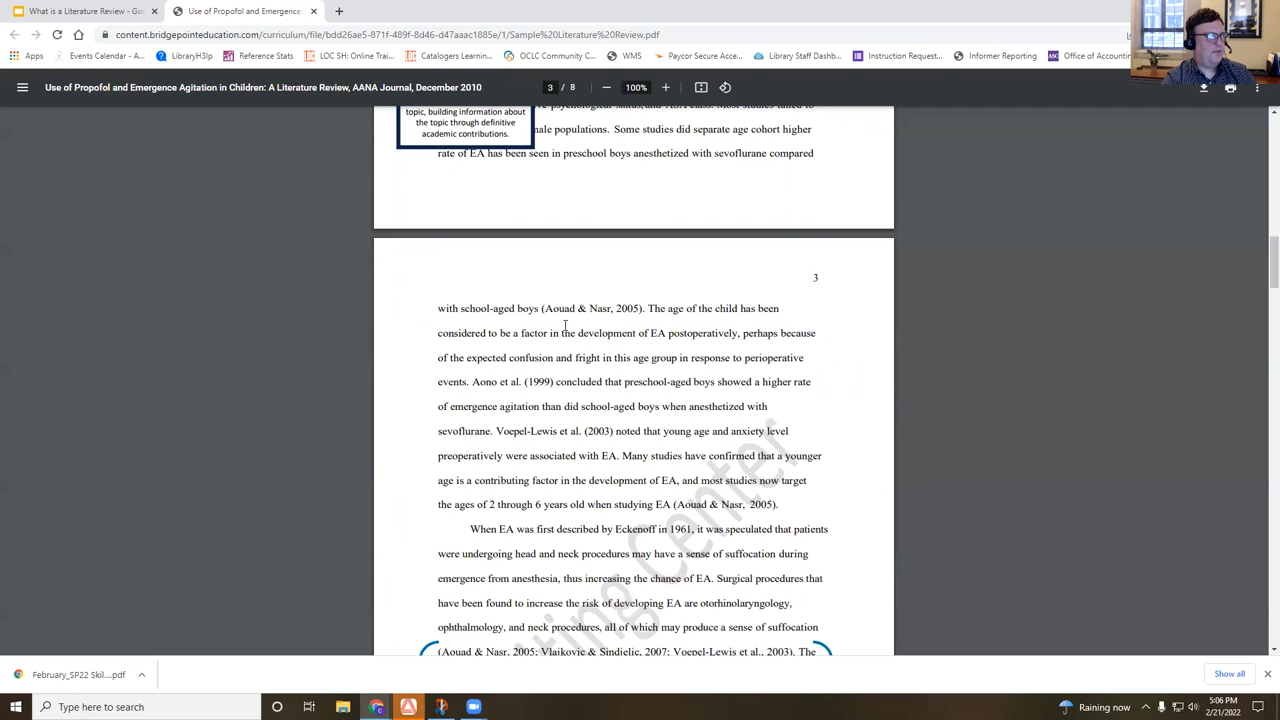 What is a Literature Review - Go
Use of Propofol and Emergence
content.bridgepointeducation.com/curriculum/file/bdd26ae5-871f-489f-8d46-d47aabc1885e/1/Sample%20Literature%20Review.pdf
Apps
Events Calendar - A...
LibraryH3lp
Reference Stats
LOC SH: Online Trai...
Catalogers Learning...
OCLC Community C...
WMS
Paycor Secure Acce...
Library Staff Dashb...
Instruction Request...
Informer Reporting
Office of Accountin
Use of Propofol and Emergence Agitation in Children: A Literature Review, AANA Journal, December 2010
3 / 8
100%
topic, building information about
the topic through definitive
academic contributions.
psychological status, and ASA class. Most studies failed to
male populations. Some studies did separate age cohort higher
rate of EA has been seen in preschool boys anesthetized with sevoflurane compared
3
with school-aged boys (Aouad & Nasr, 2005). The age of the child has been
considered to be a factor in the development of EA postoperatively, perhaps because
of the expected confusion and fright in this age group in response to perioperative
events. Aono et al. (1999) concluded that preschool-aged boys showed a higher rate
of emergence agitation than did school-aged boys when anesthetized with
sevoflurane. Voepel-Lewis et al. (2003) noted that young age and anxiety level
preoperatively were associated with EA. Many studies have confirmed that a younger
age is a contributing factor in the development of EA, and most studies now target
the ages of 2 through 6 years old when studying EA (Aouad & Nasr, 2005).
When EA was first described by Eckenoff in 1961, it was speculated that patients
were undergoing head and neck procedures may have a sense of suffocation during
emergence from anesthesia, thus increasing the chance of EA. Surgical procedures that
have been found to increase the risk of developing EA are otorhinolaryngology,
ophthalmology, and neck procedures, all of which may produce a sense of suffocation
(Aouad & Nasr, 2005; Vlajkovic & Sindjelic, 2007; Voepel-Lewis et al., 2003). The
iting Center
February_SP22 Skil....pdf
Show all
Type here to search
Raining now
5:06 PM
2/21/2022